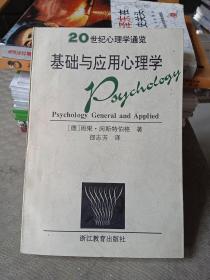 20世纪心理学通览
基础与应用心理学
Psychology
Psychology General and Applied
[德]雨果·闵斯特伯格 著
邵志芳 译
浙江教育出版社